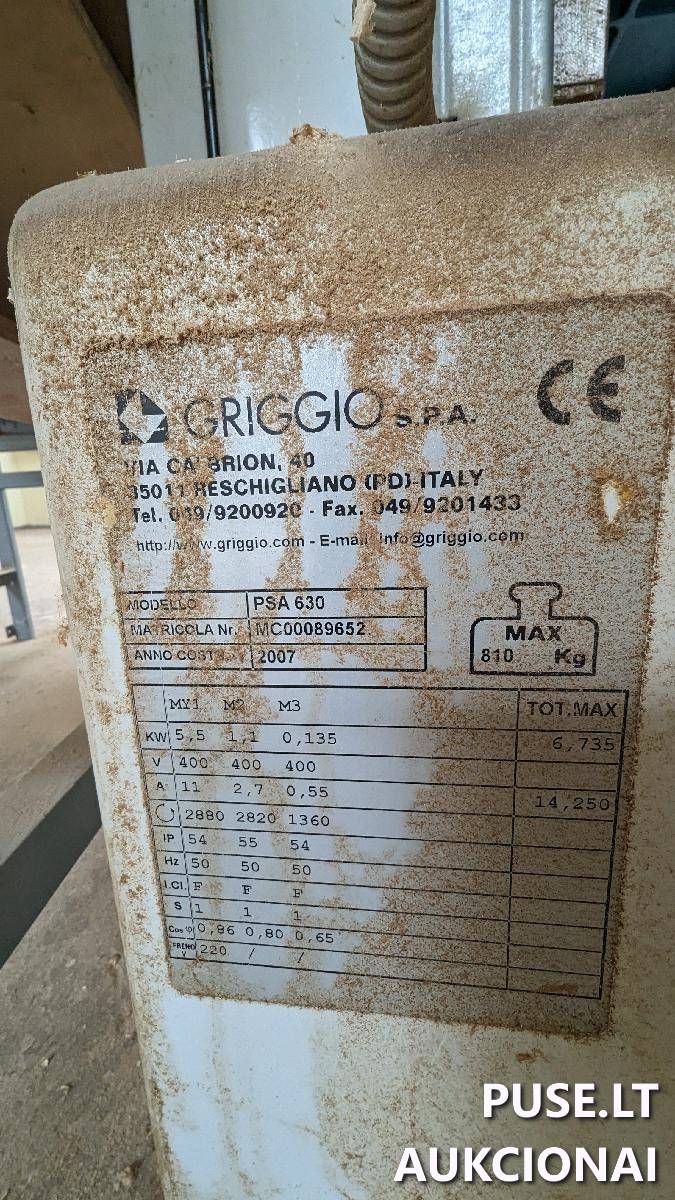 GRIGGIO S.P.A.
CE
VIA CA' BRION, 40
35011 RESCHIGLIANO (PD)-ITALY
Tel. 049/9200920 - Fax. 049/9201433
http://www.griggio.com - E-mail info@griggio.com
MODELLO PSA 630
MATRICOLA Nr. MC00089652
ANNO COST. 2007
MAX
810 Kg
MY1 M2 M3 TOT.MAX
KW 5,5 1,1 0,135 6,735
V 400 400 400
A 11 2,7 0,55 14,250
2880 2820 1360
IP 54 55 54
Hz 50 50 50
I.Cl. F F F
S 1 1 1
Cos φ 0,86 0,80 0,65
FRENO V 220 / /
PUSE.LT
AUKCIONAI